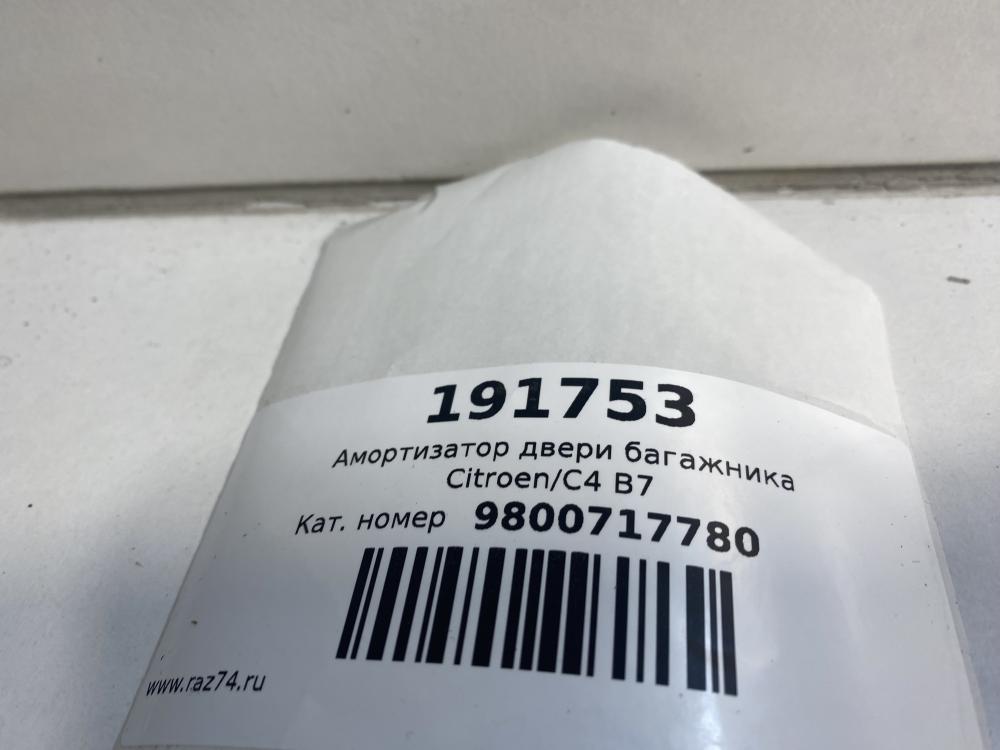 191753
Амортизатор двери багажника
Citroen/C4 B7
Кат. номер 9800717780
www.raz74.ru